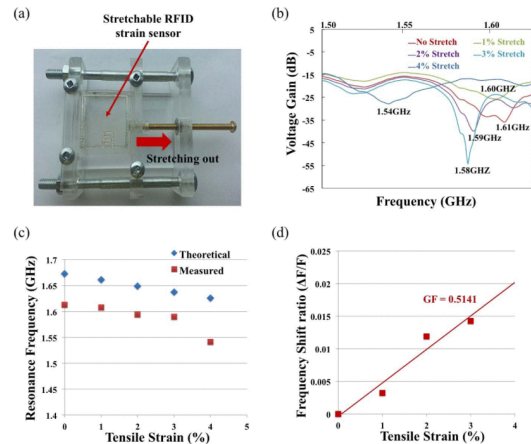 (a)
Stretchable RFID
strain sensor
Stretching out
(b)
1.50
1.55
1.60
-5
-15
-25
-35
-45
-55
-65
Voltage Gain (dB)
No Stretch
1% Stretch
2% Stretch
3% Stretch
4% Stretch
1.54GHZ
1.60GHZ
1.61GHZ
1.59GHZ
1.58GHZ
Frequency (GHz)
(c)
Resonance Frequency (GHz)
1.7
1.65
1.6
1.55
1.5
1.45
1.4
Theoretical
Measured
0
1
2
3
4
5
Tensile Strain (%)
(d)
Frequency Shift ratio (ΔF/F)
0.025
0.02
0.015
0.01
0.005
0
GF = 0.5141
0
1
2
3
4
Tensile Strain (%)